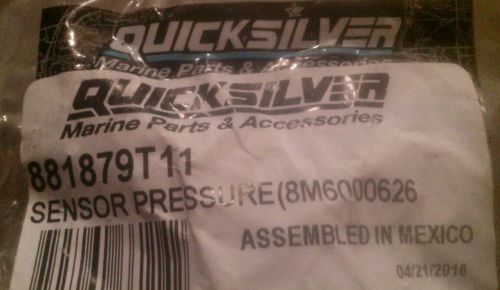 QUICKSILVER
Marine Parts & Accessories
QUICKSILVER
Marine Parts & Accessories
881879T11
SENSOR PRESSURE(8M6000626
ASSEMBLED IN MEXICO
04/21/2016